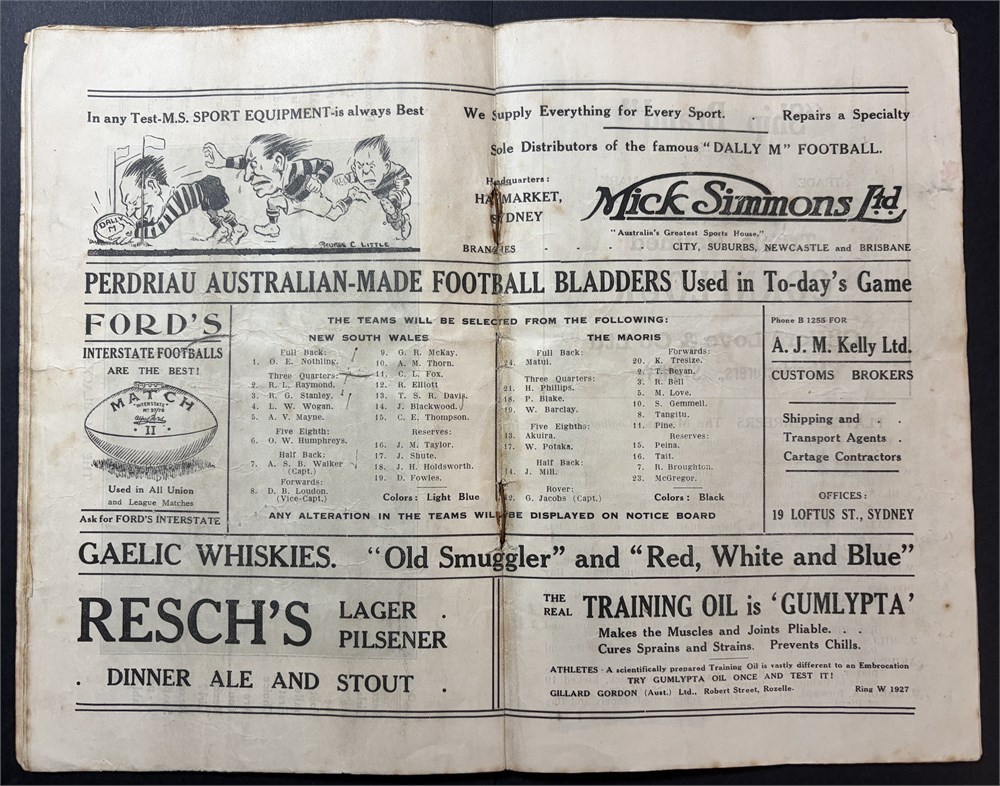 In any Test-M.S. SPORT EQUIPMENT-is always Best
DALLY M
GEORGE C. LITTLE
We Supply Everything for Every Sport. . Repairs a Specialty
Sole Distributors of the famous "DALLY M" FOOTBALL.
Headquarters:
HAYMARKET,
SYDNEY
Mick Simmons Ltd.
"Australia's Greatest Sports House."
BRANCHES - - - CITY, SUBURBS, NEWCASTLE and BRISBANE
PERDRIAU AUSTRALIAN-MADE FOOTBALL BLADDERS Used in To-day's Game
FORD'S
INTERSTATE FOOTBALLS
ARE THE BEST!
MATCH
INTERSTATE
II
Used in All Union
and League Matches
Ask for FORD'S INTERSTATE
THE TEAMS WILL BE SELECTED FROM THE FOLLOWING:
NEW SOUTH WALES
Full Back:
1. O. E. Nothling.
Three Quarters:
2. R. L. Raymond.
3. R. G. Stanley.
4. L. W. Wogan.
5. A. V. Mayne.
Five Eighth:
6. O. W. Humphreys.
Half Back:
7. A. S. B. Walker
(Capt.)
Forwards:
8. D. B. Loudon.
(Vice-Capt.)
9. G. R. McKay.
10. A. M. Thorn.
11. C. L. Fox.
12. R. Elliott
13. T. S. R. Davis.
14. J. Blackwood.
15. C. E. Thompson.
Reserves:
16. J. M. Taylor.
17. J. Shute.
18. J. H. Holdsworth.
19. D. Fowles.
Colors: Light Blue
THE MAORIS
Full Back:
24. Matui.
Three Quarters:
21. H. Phillips.
18. P. Blake.
19. W. Barclay.
Five Eighths:
13. Akuira.
17. W. Potaka.
Half Back:
14. J. Mill.
Rover:
12. G. Jacobs (Capt.)
Forwards:
20. K. Tresize.
2. T. Beyan.
3. R. Bell
5. M. Love.
10. S. Gemmell.
8. Tangitu.
11. Pine.
Reserves:
15. Peina.
16. Tait.
7. R. Broughton.
23. McGregor.
Colors: Black
ANY ALTERATION IN THE TEAMS WILL BE DISPLAYED ON NOTICE BOARD
Phone B 1255 FOR
A. J. M. Kelly Ltd.
CUSTOMS BROKERS
Shipping and . .
Transport Agents .
Cartage Contractors
OFFICES:
19 LOFTUS ST., SYDNEY
GAELIC WHISKIES. "Old Smuggler" and "Red, White and Blue"
RESCH'S LAGER .
PILSENER
. DINNER ALE AND STOUT .
THE REAL TRAINING OIL is 'GUMLYPTA'
Makes the Muscles and Joints Pliable. . .
Cures Sprains and Strains. Prevents Chills.
ATHLETES - A scientifically prepared Training Oil is vastly different to an Embrocation
TRY GUMLYPTA OIL ONCE AND TEST IT!
GILLARD GORDON (Aust.) Ltd., Robert Street, Rozelle. Ring W 1927